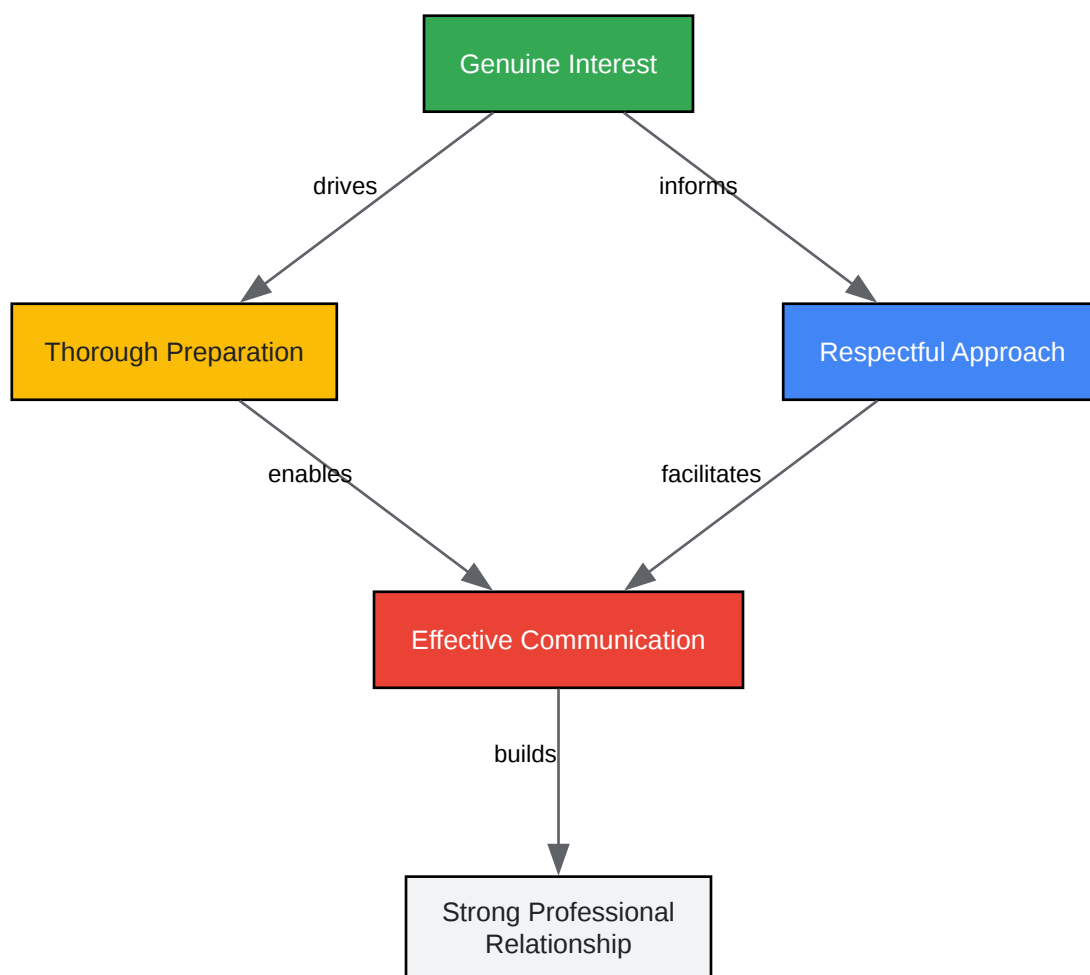 Genuine Interest
drives
informs
Thorough Preparation
Respectful Approach
enables
facilitates
Effective Communication
builds
Strong Professional
Relationship